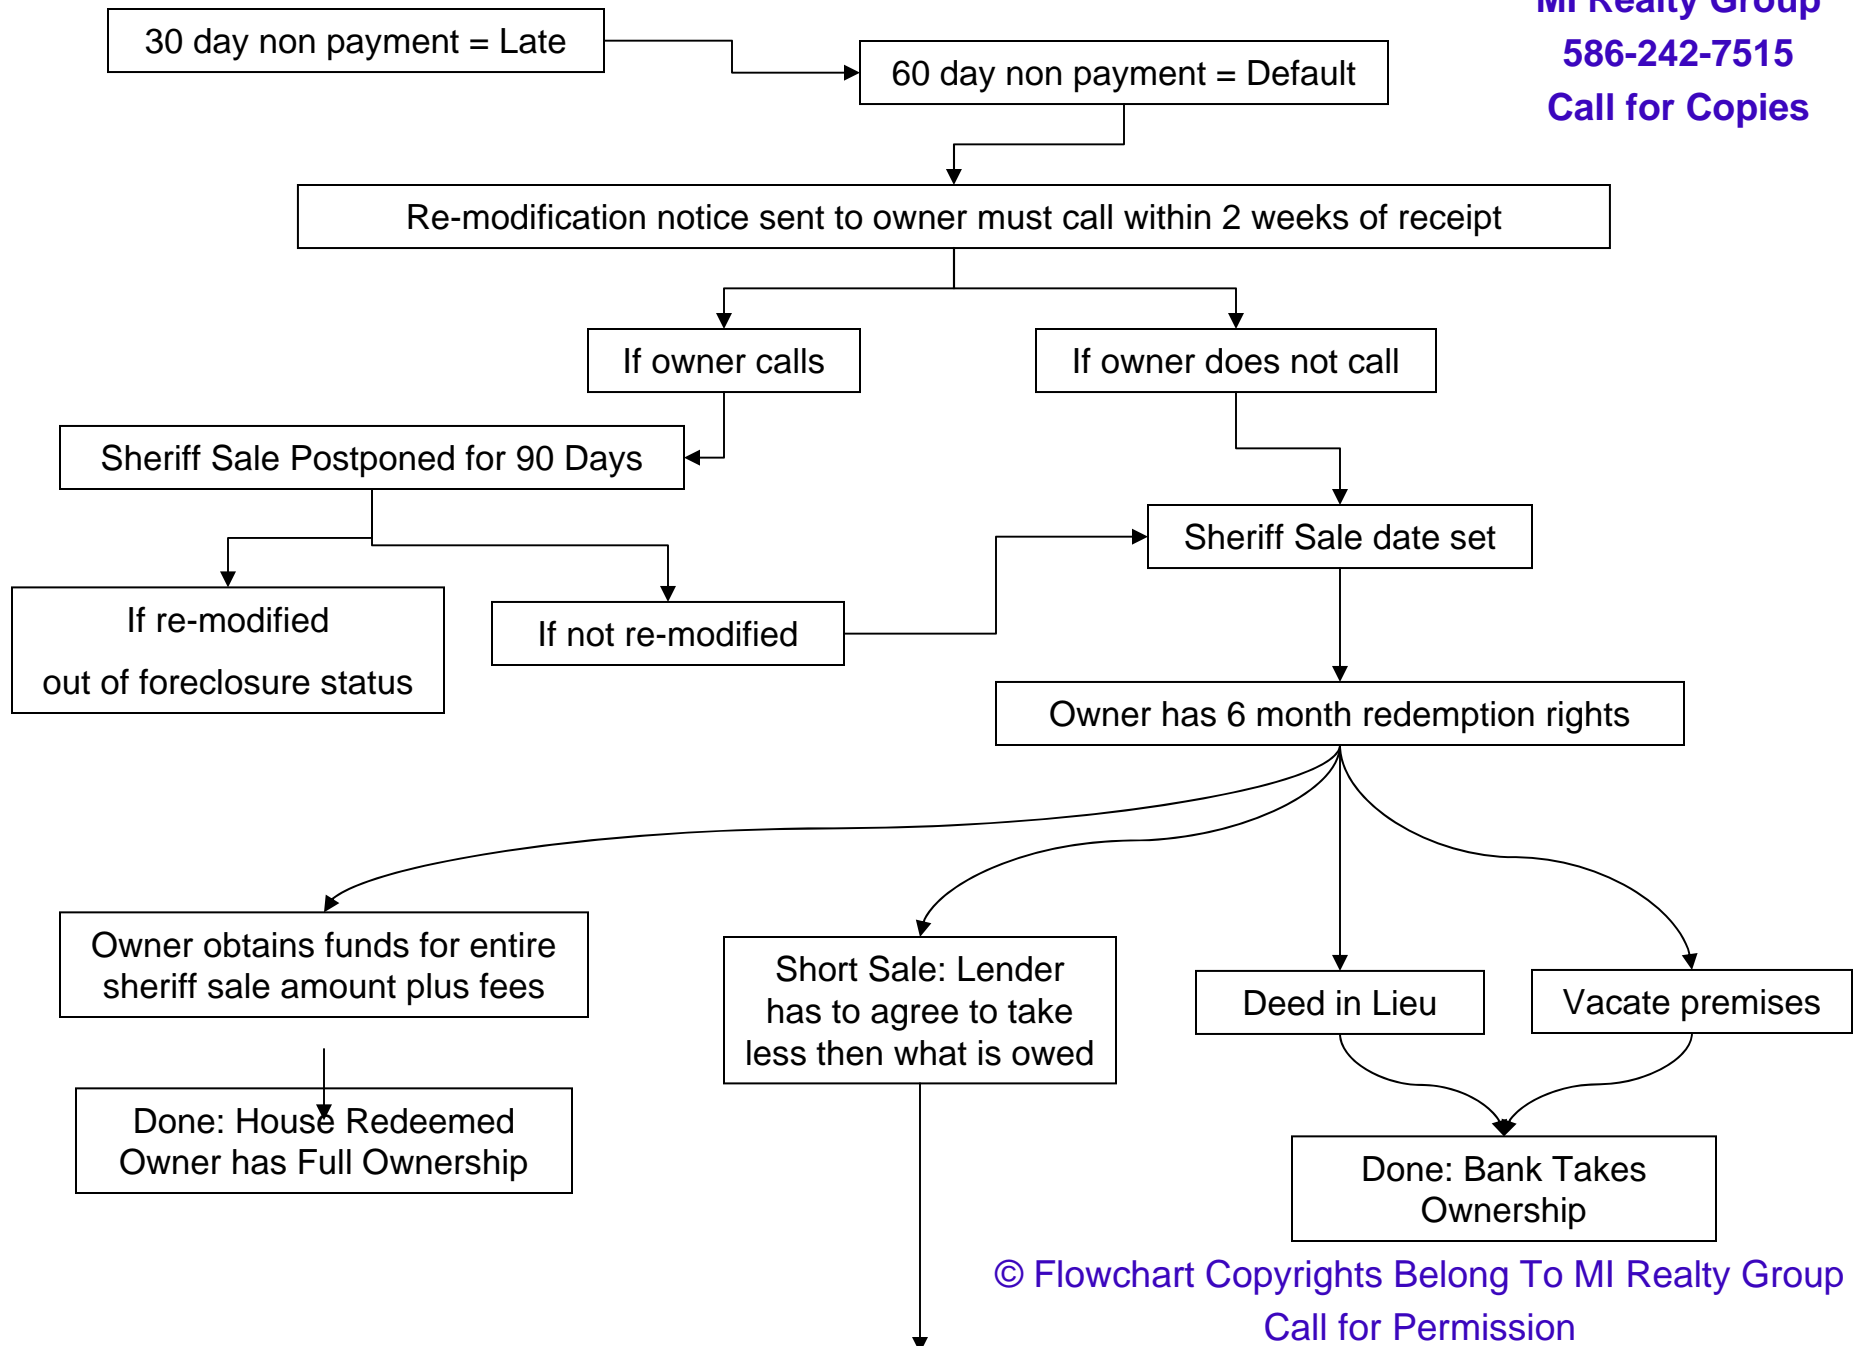 MI Realty Group
586-242-7515
Call for Copies
30 day non payment = Late
60 day non payment = Default
Re-modification notice sent to owner must call within 2 weeks of receipt
If owner calls
If owner does not call
Sheriff Sale Postponed for 90 Days
Sheriff Sale date set
If re-modified
out of foreclosure status
If not re-modified
Owner has 6 month redemption rights
Owner obtains funds for entire
sheriff sale amount plus fees
Short Sale: Lender
has to agree to take
less then what is owed
Deed in Lieu
Vacate premises
Done: House Redeemed
Owner has Full Ownership
Done: Bank Takes
Ownership
© Flowchart Copyrights Belong To MI Realty Group
Call for Permission